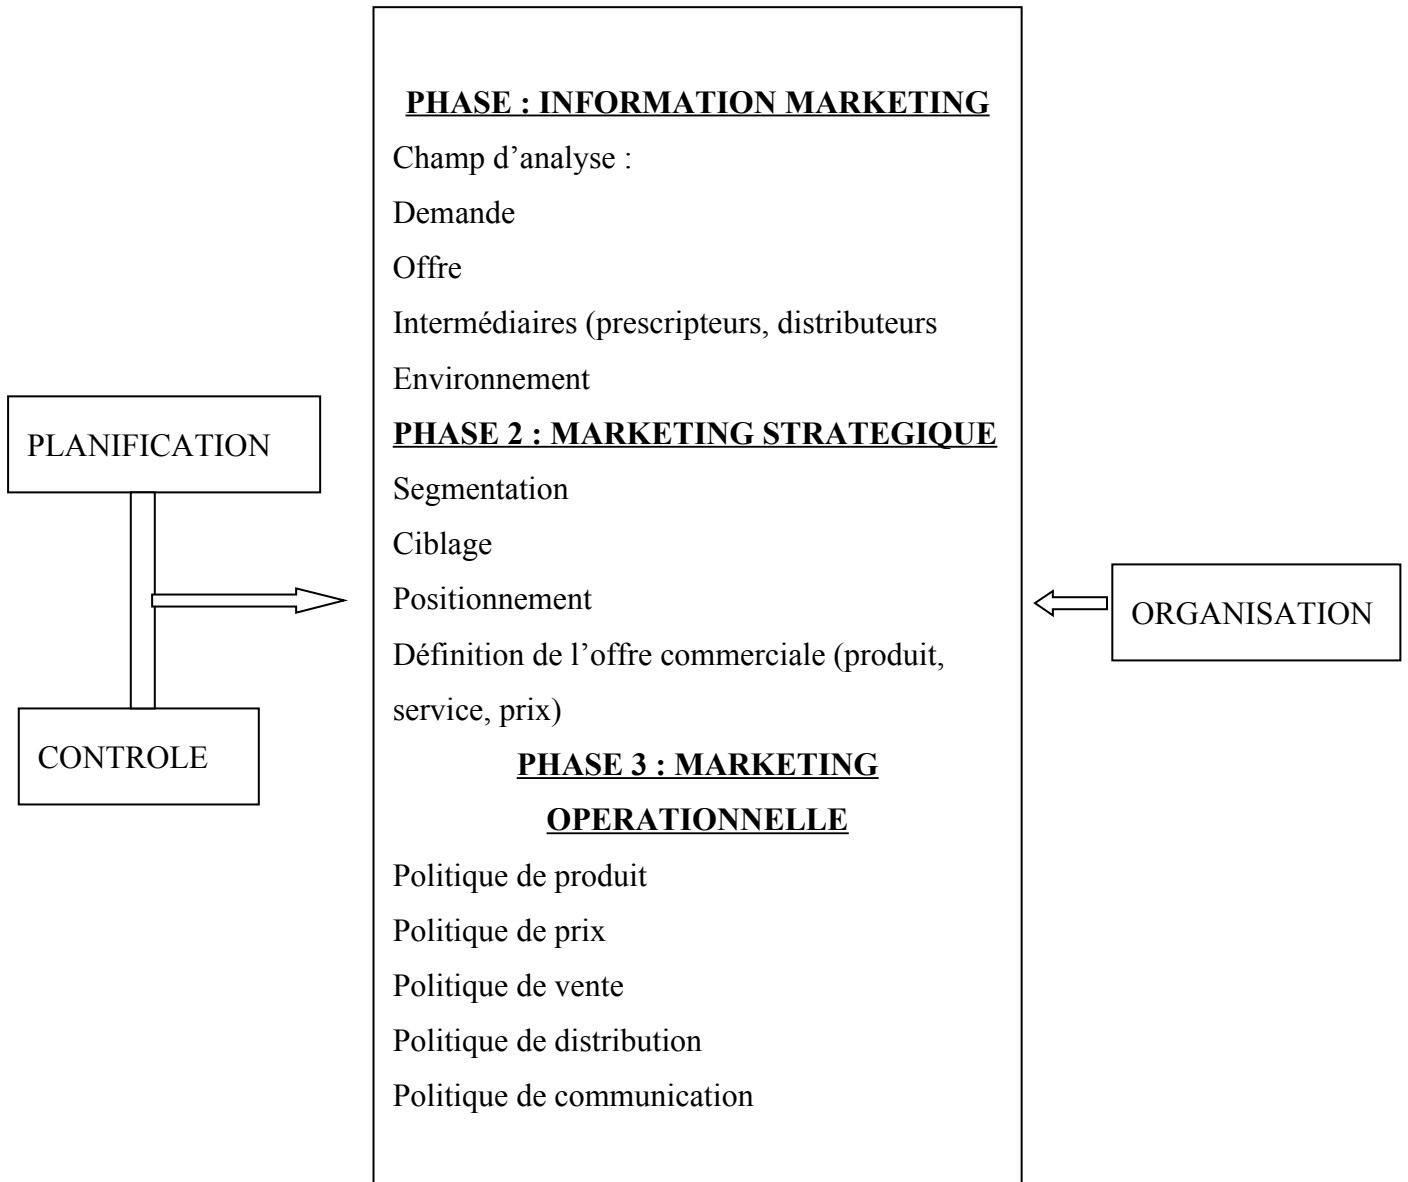 PHASE : INFORMATION MARKETING
Champ d’analyse :
Demande
Offre
Intermédiaires (prescripteurs, distributeurs
Environnement
PHASE 2 : MARKETING STRATEGIQUE
Segmentation
Ciblage
Positionnement
Définition de l’offre commerciale (produit,
service, prix)
PHASE 3 : MARKETING
OPERATIONNELLE
Politique de produit
Politique de prix
Politique de vente
Politique de distribution
Politique de communication
PLANIFICATION
CONTROLE
ORGANISATION